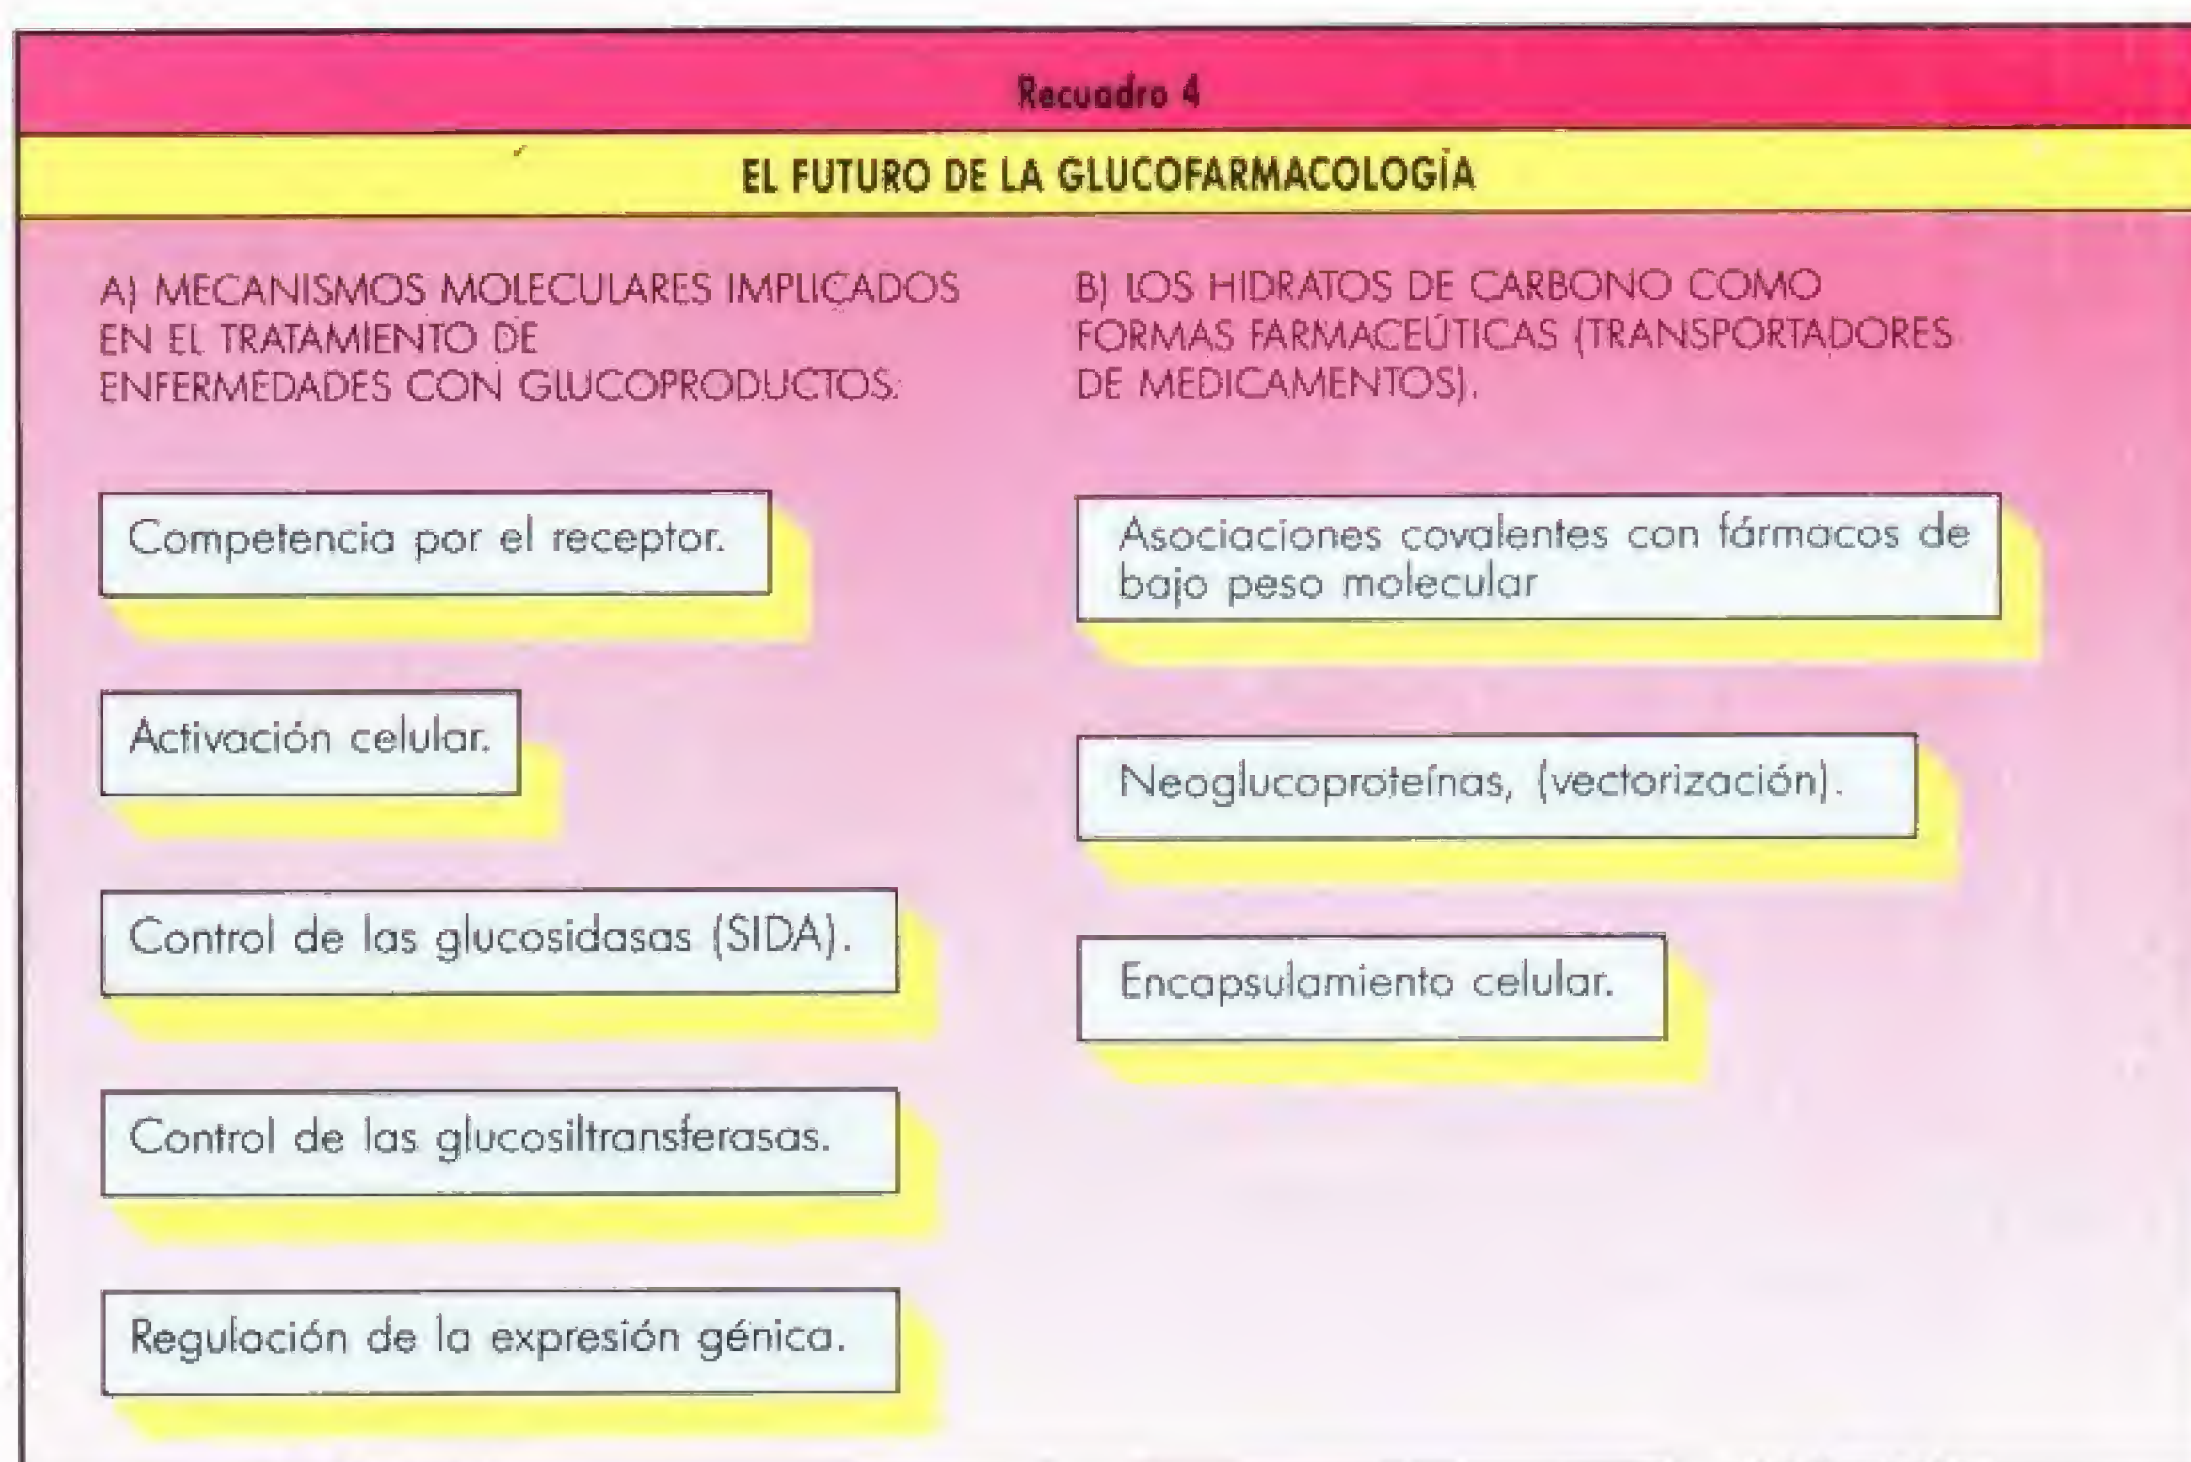 Recuadro 4
EL FUTURO DE LA GLUCOFARMACOLOGÍA
A) MECANISMOS MOLECULARES IMPLICADOS
EN EL TRATAMIENTO DE
ENFERMEDADES CON GLUCOPRODUCTOS.
Competencia por el receptor.
Activación celular.
Control de las glucosidasas (SIDA).
Control de las glucosiltransferasas.
Regulación de la expresión génica.
B) LOS HIDRATOS DE CARBONO COMO
FORMAS FARMACEÚTICAS (TRANSPORTADORES
DE MEDICAMENTOS).
Asociaciones covalentes con fármacos de
bajo peso molecular
Neoglucoproteínas, (vectorización).
Encapsulamiento celular.